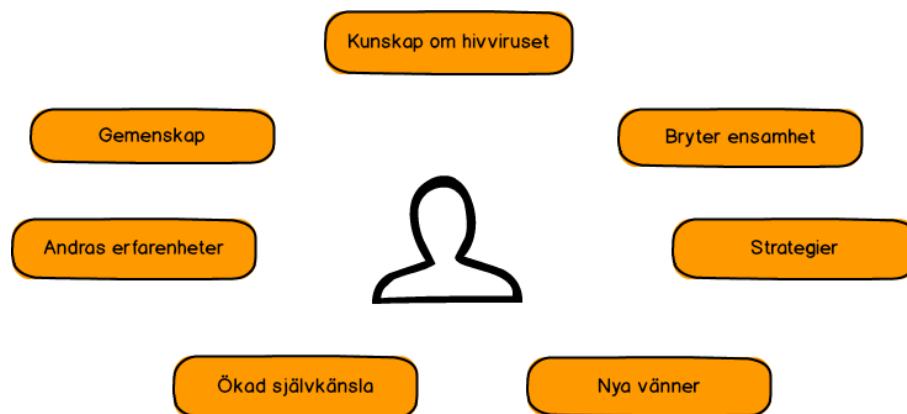 Kunskap om hivviruset
Gemenskap
Bryter ensamhet
Andras erfarenheter
Strategier
Ökad självkänsla
Nya vänner